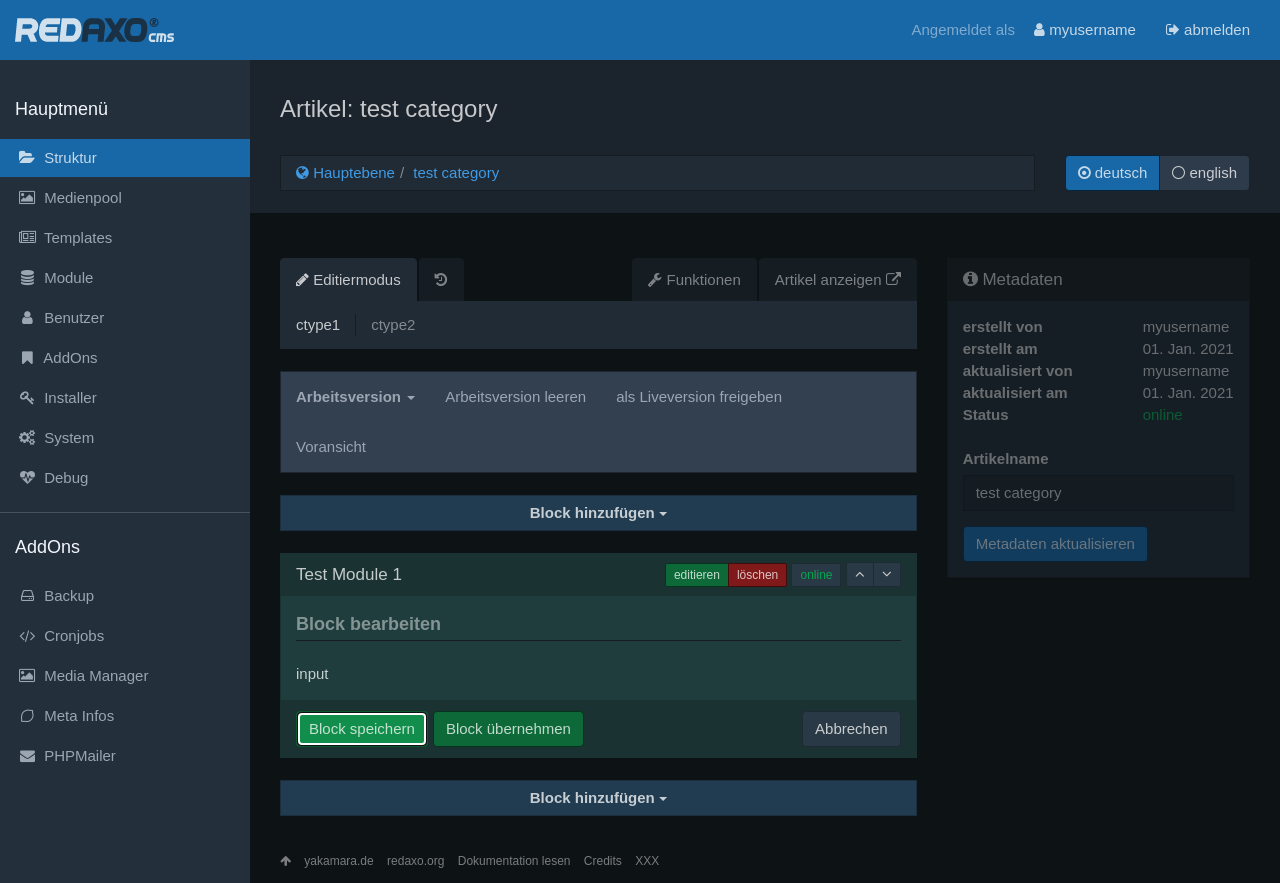 REDAXO® cms
Angemeldet als myusername abmelden
Hauptmenü
Struktur
Medienpool
Templates
Module
Benutzer
AddOns
Installer
System
Debug
AddOns
Backup
Cronjobs
Media Manager
Meta Infos
PHPMailer
Artikel: test category
Hauptebene / test category
deutsch english
Editiermodus Funktionen Artikel anzeigen
ctype1 ctype2
Arbeitsversion Arbeitsversion leeren als Liveversion freigeben
Voransicht
Block hinzufügen
Test Module 1 editieren löschen online
Block bearbeiten
input
Block speichern Block übernehmen Abbrechen
Block hinzufügen
Metadaten
erstellt von myusername
erstellt am 01. Jan. 2021
aktualisiert von myusername
aktualisiert am 01. Jan. 2021
Status online
Artikelname
test category
Metadaten aktualisieren
yakamara.de redaxo.org Dokumentation lesen Credits XXX